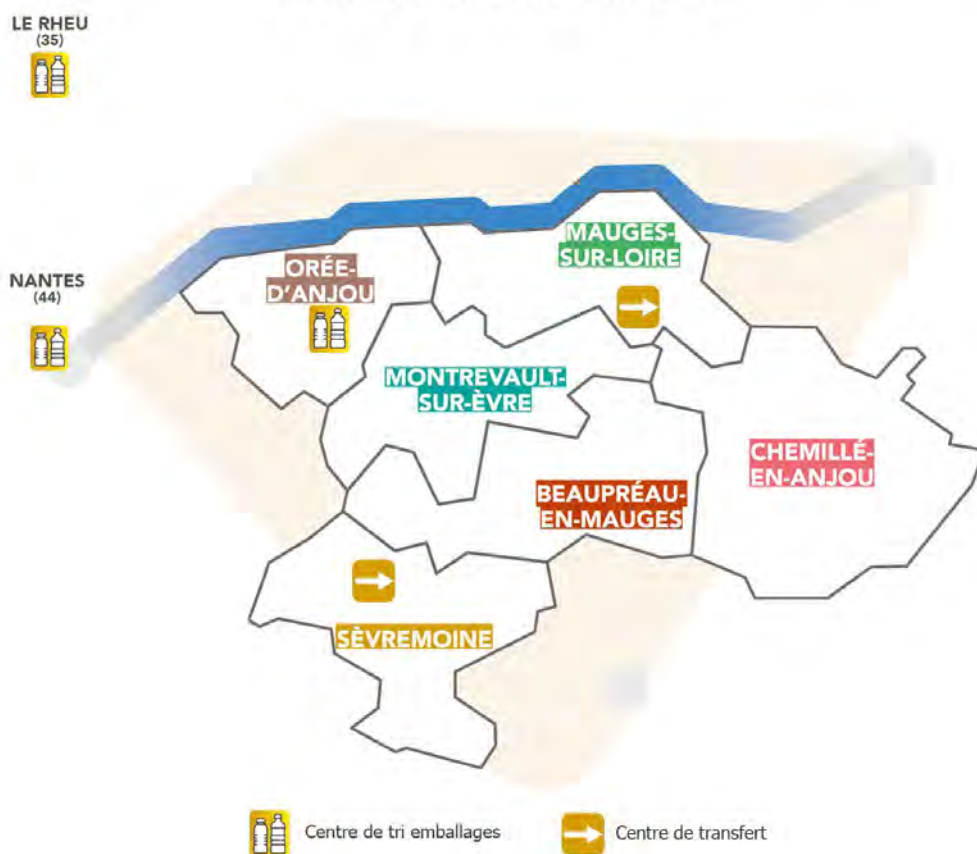 LE RHEU
(35)
MAUGES-
SUR-LOIRE
ORÉE-
D'ANJOU
NANTES
(44)
MONTREVAULT-
SUR-ÈVRE
CHEMILLÉ-
EN-ANJOU
BEAUPRÉAU-
EN-MAUGES
SÈVREMOINE
Centre de tri emballages
Centre de transfert